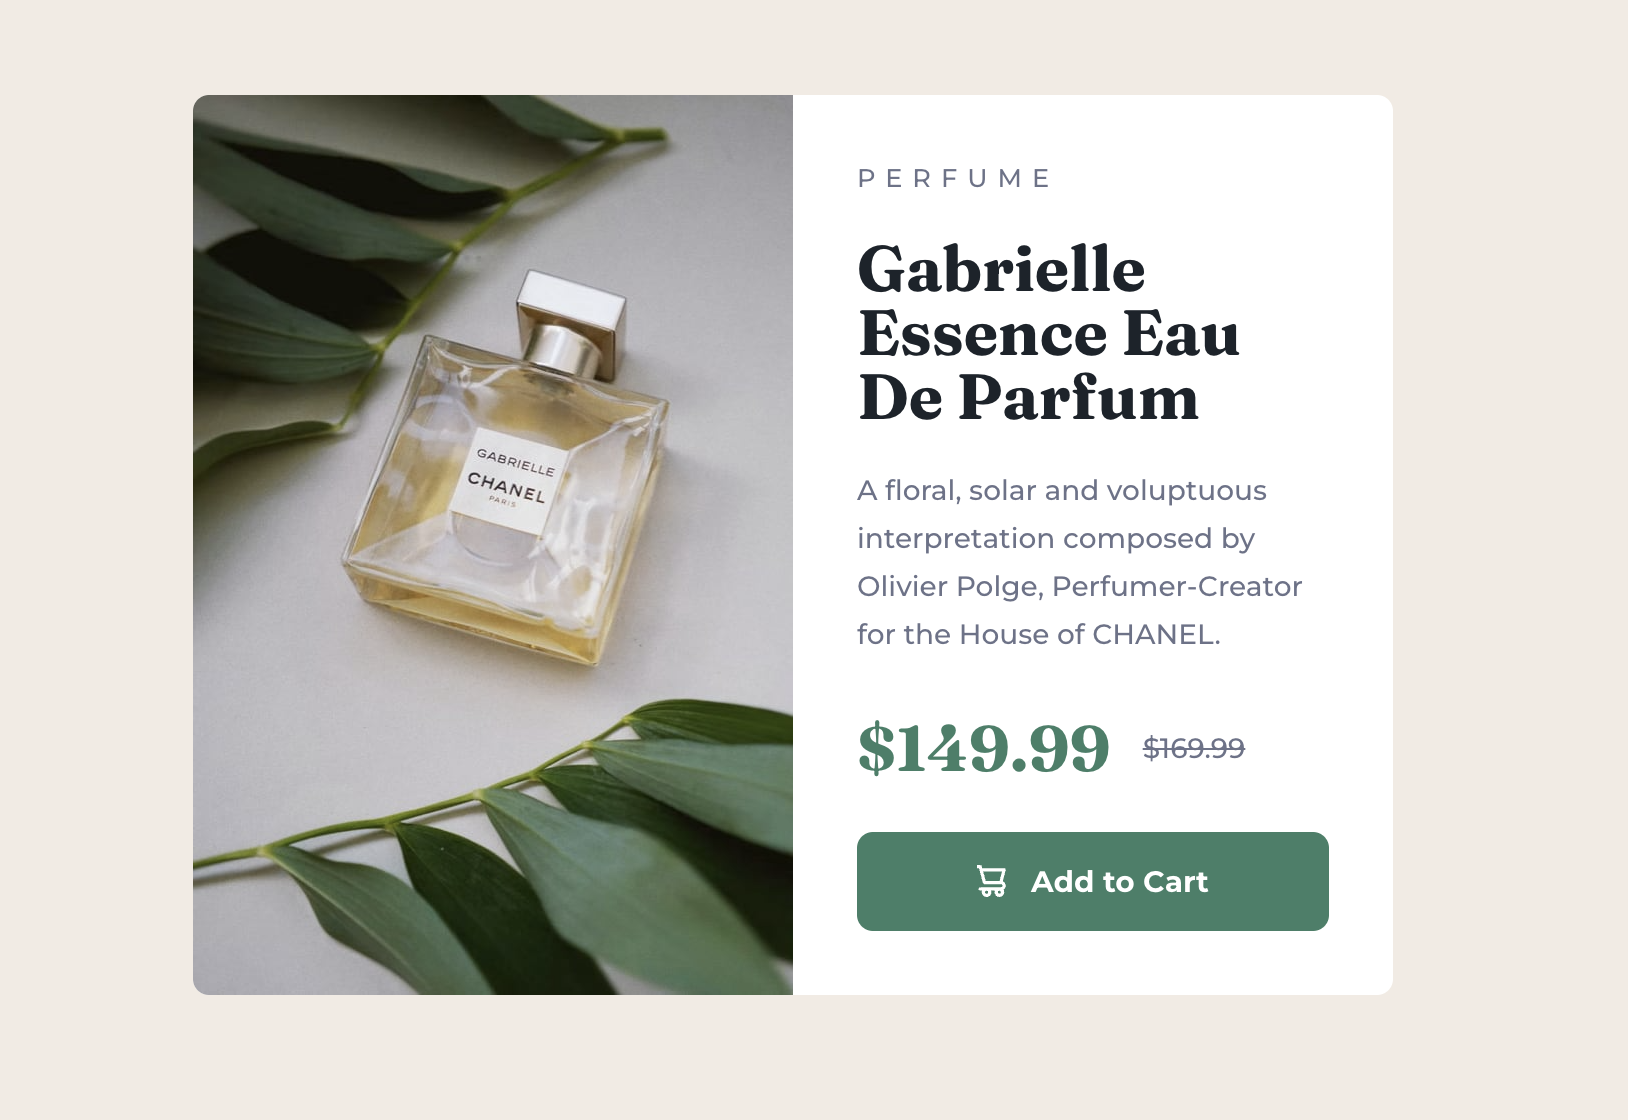 GABRIELLE
CHANEL
PARIS
PERFUME
Gabrielle
Essence Eau
De Parfum
A floral, solar and voluptuous
interpretation composed by
Olivier Polge, Perfumer-Creator
for the House of CHANEL.
$149.99 $169.99
Add to Cart